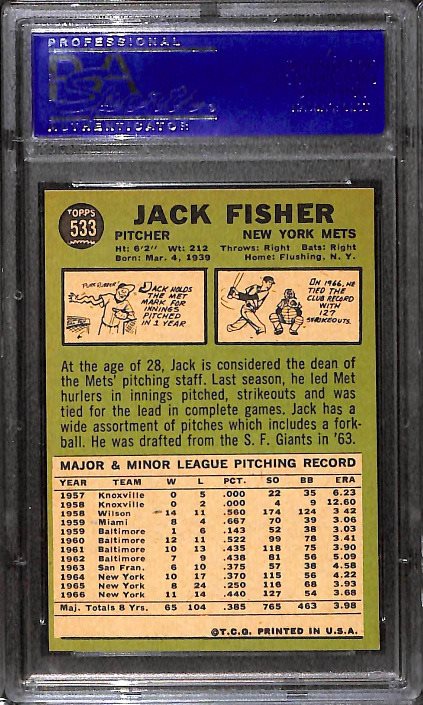 PROFESSIONAL
PSA
AUTHENTICATOR
TOPPS
533
JACK FISHER
PITCHER NEW YORK METS
Ht: 6'2" Wt: 212 Throws: Right Bats: Right
Born: Mar. 4, 1939 Home: Flushing, N. Y.
JACK HOLDS
THE MET
MARK FOR
INNINGS
PITCHED
IN 1 YEAR
IN 1966, HE
TIED THE
CLUB RECORD
WITH
127
STRIKEOUTS.
At the age of 28, Jack is considered the dean of
the Mets' pitching staff. Last season, he led Met
hurlers in innings pitched, strikeouts and was
tied for the lead in complete games. Jack has a
wide assortment of pitches which includes a fork-
ball. He was drafted from the S. F. Giants in '63.
MAJOR & MINOR LEAGUE PITCHING RECORD
YEAR TEAM W L PCT. SO BB ERA
1957 Knoxville 0 5 .000 22 35 6.23
1958 Knoxville 0 2 .000 4 9 12.60
1958 Wilson 14 11 .560 174 124 3.42
1959 Miami 8 4 .667 70 39 3.06
1959 Baltimore 1 6 .143 52 38 3.03
1960 Baltimore 12 11 .522 99 78 3.41
1961 Baltimore 10 13 .435 118 75 3.90
1962 Baltimore 7 9 .438 81 56 5.09
1963 San Fran. 6 10 .375 57 38 4.58
1964 New York 10 17 .370 115 56 4.22
1965 New York 8 24 .250 116 68 3.93
1966 New York 11 14 .440 127 54 3.68
Maj. Totals 8 Yrs. 65 104 .385 765 463 3.98
©T.C.G. PRINTED IN U.S.A.